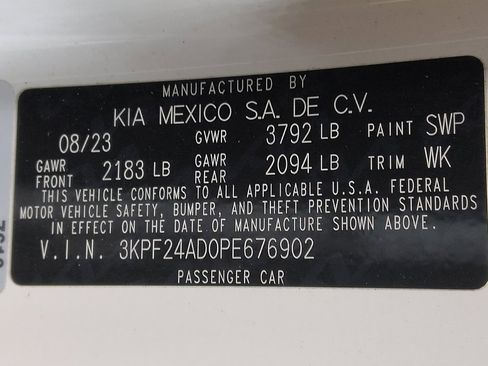 MANUFACTURED BY
KIA MEXICO S.A. DE C.V.
08/23 GVWR 3792 LB PAINT SWP
GAWR FRONT 2183 LB GAWR REAR 2094 LB TRIM WK
THIS VEHICLE CONFORMS TO ALL APPLICABLE U.S.A. FEDERAL
MOTOR VEHICLE SAFETY, BUMPER, AND THEFT PREVENTION STANDARDS
IN EFFECT ON THE DATE OF MANUFACTURE SHOWN ABOVE.
V.I.N. 3KPF24AD0PE676902
PASSENGER CAR